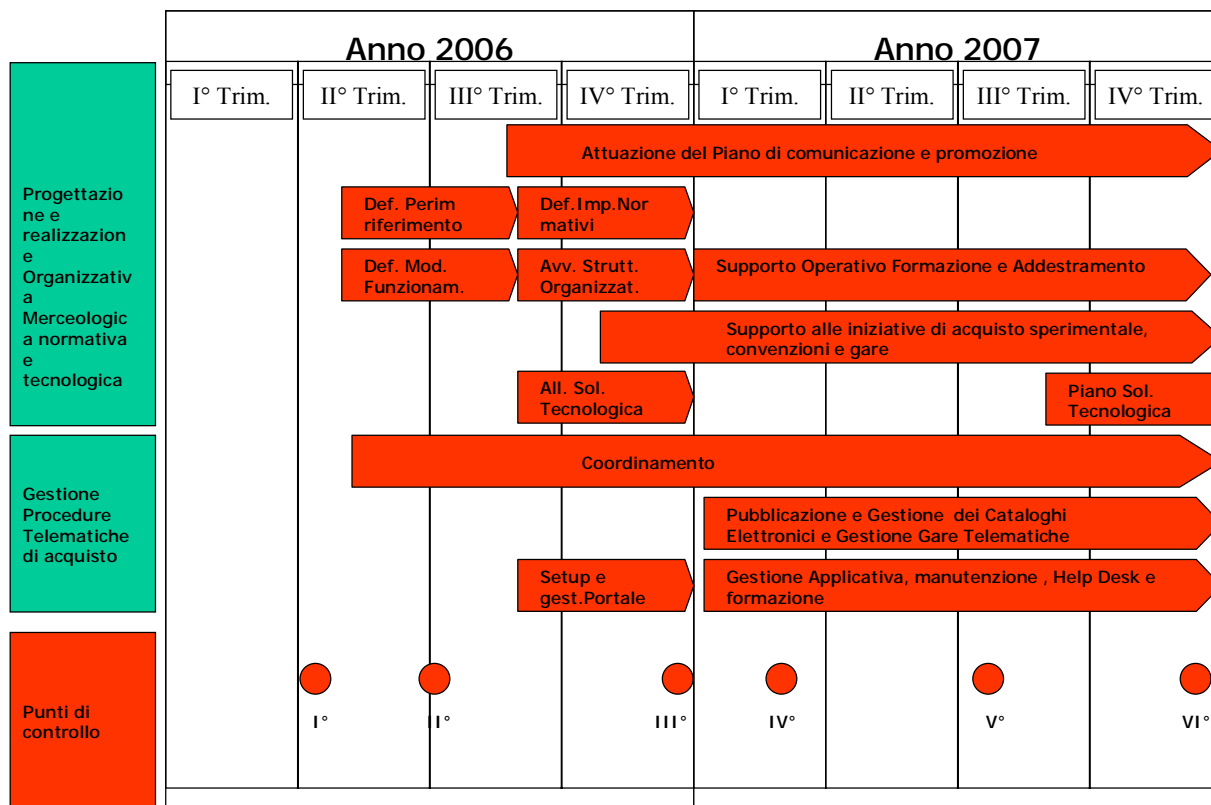 Anno 2006
Anno 2007
I° Trim.
II° Trim.
III° Trim.
IV° Trim.
I° Trim.
II° Trim.
III° Trim.
IV° Trim.
Progettazio
ne e
realizzazion
e
Organizzativ
a
Merceologic
a normativa
e
tecnologica
Attuazione del Piano di comunicazione e promozione
Def. Perim
riferimento
Def.Imp.Nor
mativi
Def. Mod.
Funzionam.
Avv. Strutt.
Organizzat.
Supporto Operativo Formazione e Addestramento
Supporto alle iniziative di acquisto sperimentale,
convenzioni e gare
All. Sol.
Tecnologica
Piano Sol.
Tecnologica
Gestione
Procedure
Telematiche
di acquisto
Coordinamento
Pubblicazione e Gestione dei Cataloghi
Elettronici e Gestione Gare Telematiche
Setup e
gest.Portale
Gestione Applicativa, manutenzione , Help Desk e
formazione
Punti di
controllo
I°
II°
III°
IV°
V°
VI°